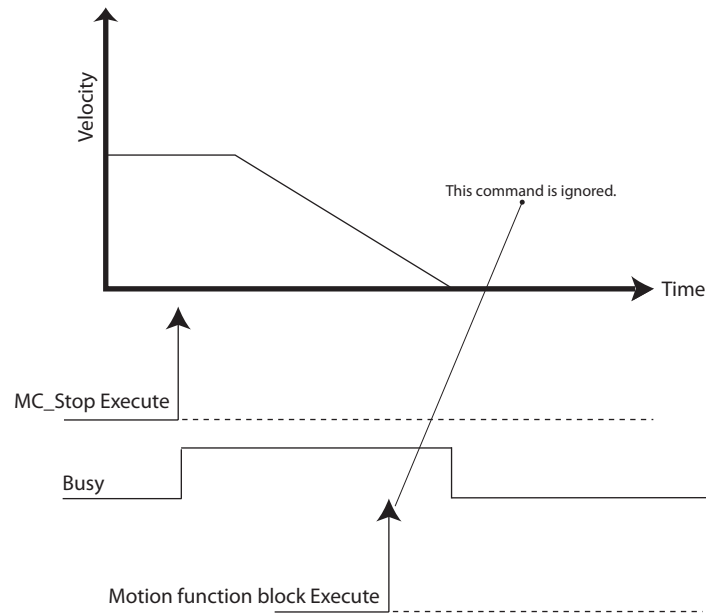 Velocity
This command is ignored.
Time
MC_Stop Execute
Busy
Motion function block Execute